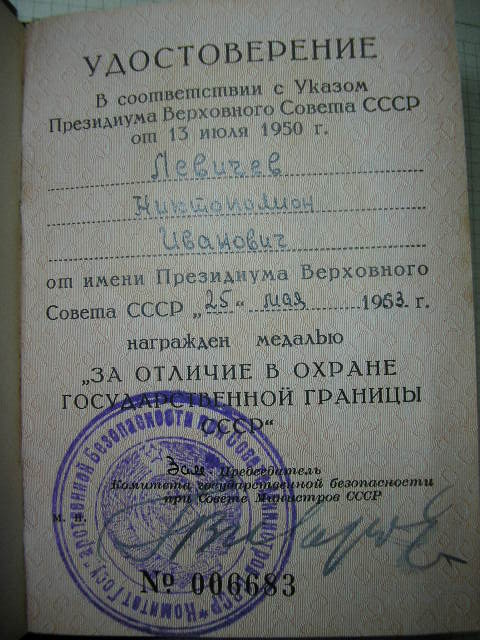 УДОСТОВЕРЕНИЕ
В соответствии с Указом
Президиума Верховного Совета СССР
от 13 июля 1950 г.
Левичев
Никтополион
Иванович
от имени Президиума Верховного
Совета СССР „25“ мая 1963 г.
награжден медалью
„ЗА ОТЛИЧИЕ В ОХРАНЕ
ГОСУДАРСТВЕННОЙ ГРАНИЦЫ
СССР“
Зам. Председатель
Комитета государственной безопасности
при Совете Министров СССР
м. п.
№ 006683